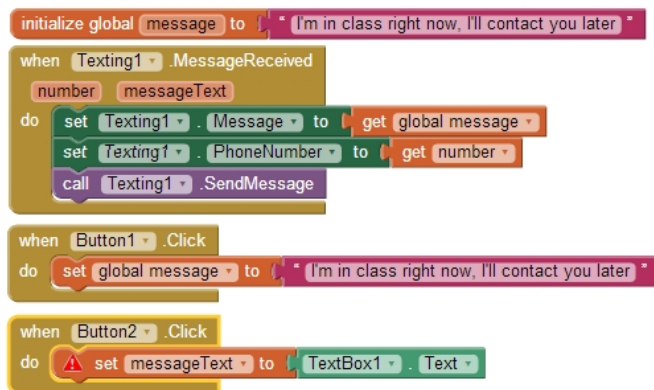 initialize global message to " I'm in class right now, I'll contact you later "
when Texting1 .MessageReceived
number messageText
do set Texting1 . Message to get global message
set Texting1 . PhoneNumber to get number
call Texting1 .SendMessage
when Button1 .Click
do set global message to " I'm in class right now, I'll contact you later "
when Button2 .Click
do set messageText to TextBox1 . Text